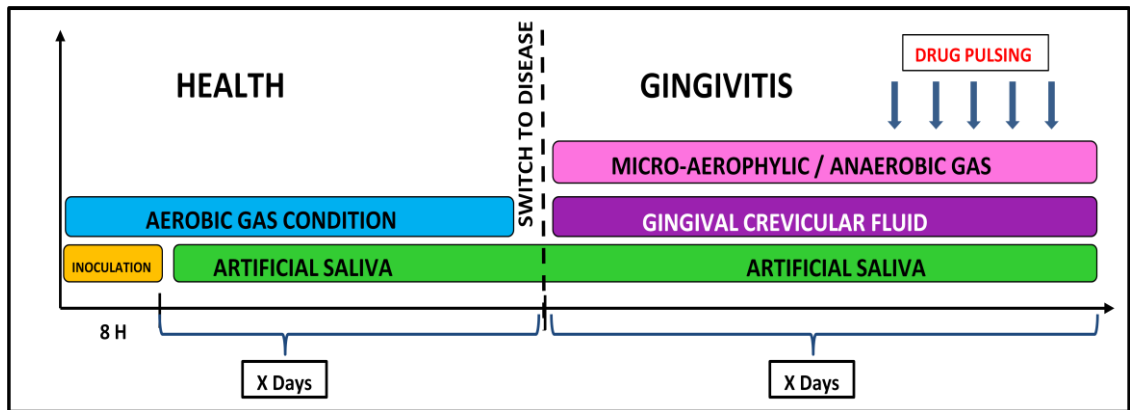 HEALTH
SWITCH TO DISEASE
GINGIVITIS
DRUG PULSING
MICRO-AEROPHYLIC / ANAEROBIC GAS
AEROBIC GAS CONDITION
GINGIVAL CREVICULAR FLUID
INOCULATION
ARTIFICIAL SALIVA
ARTIFICIAL SALIVA
8 H
X Days
X Days